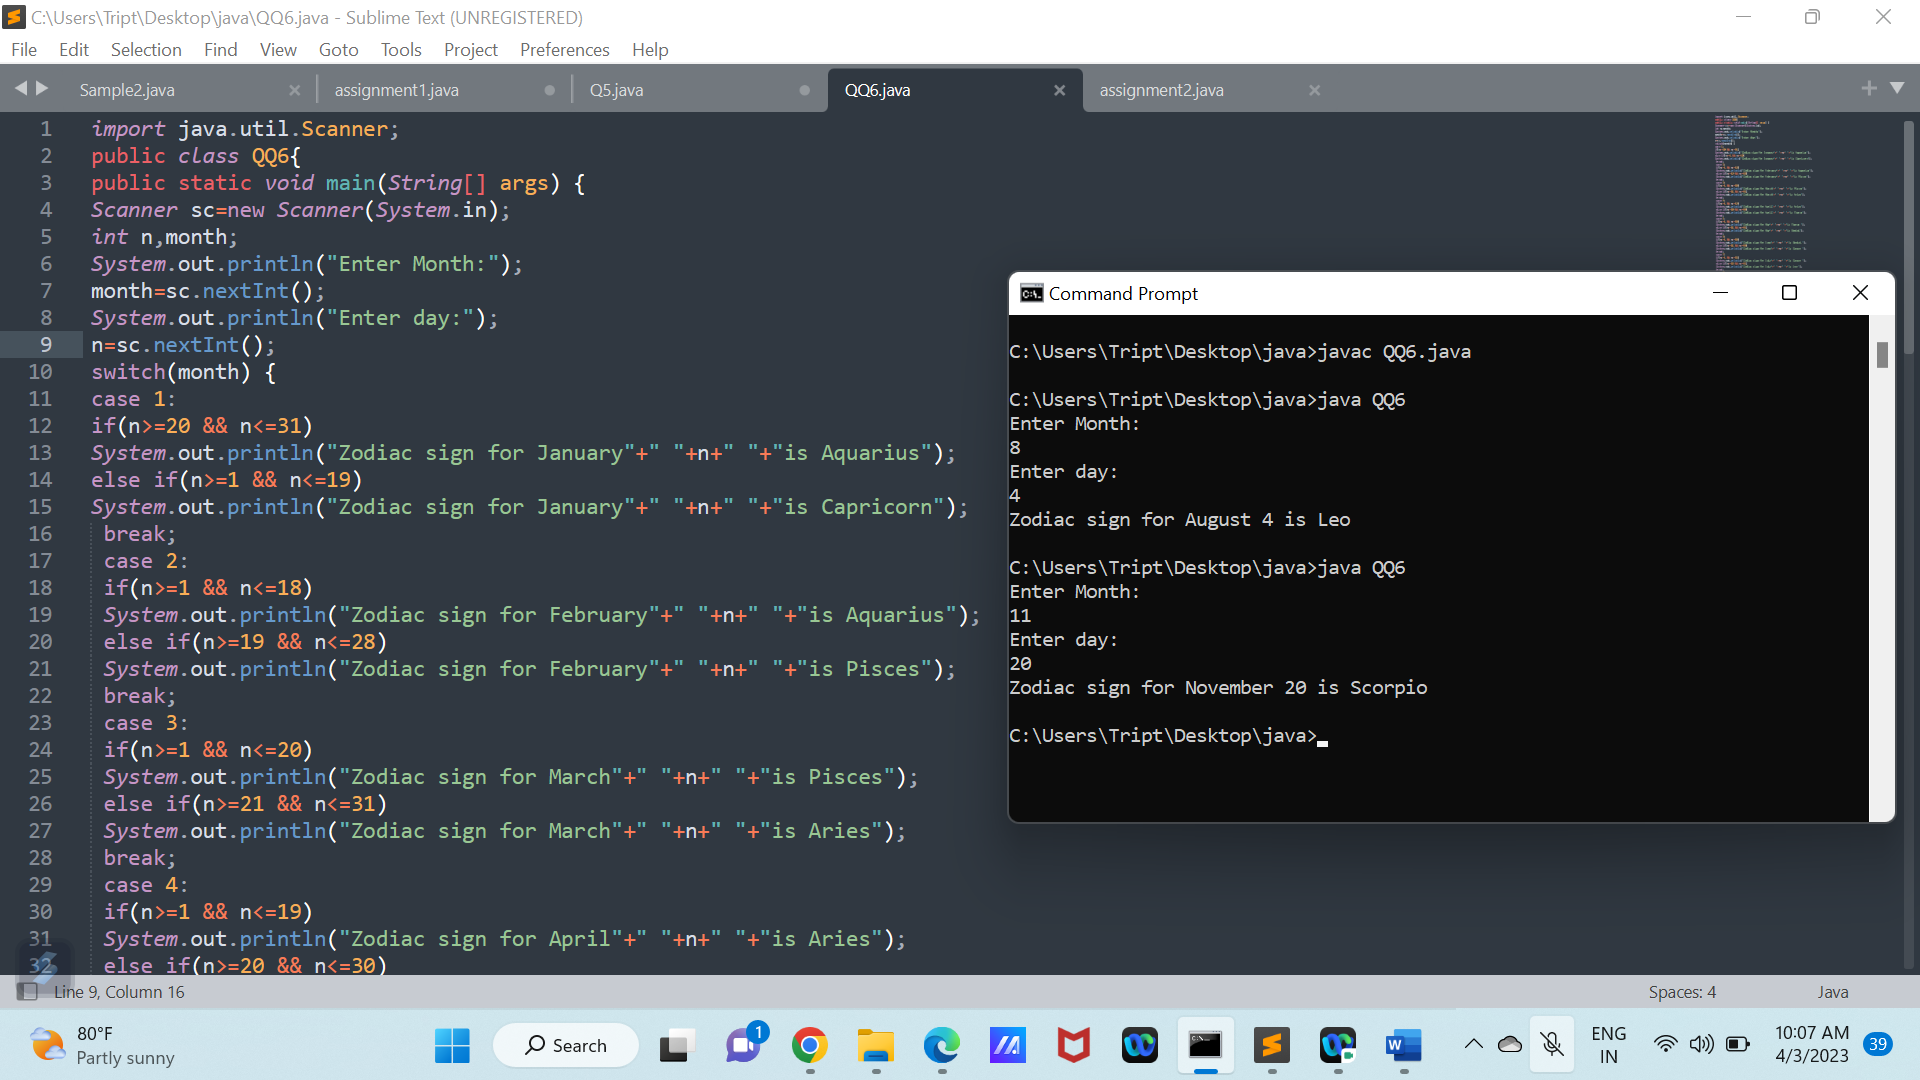 C:\Users\Tript\Desktop\java\QQ6.java - Sublime Text (UNREGISTERED)
File Edit Selection Find View Goto Tools Project Preferences Help
Sample2.java assignment1.java Q5.java QQ6.java assignment2.java
1 import java.util.Scanner;
2 public class QQ6{
3 public static void main(String[] args) {
4 Scanner sc=new Scanner(System.in);
5 int n,month;
6 System.out.println("Enter Month:");
7 month=sc.nextInt();
8 System.out.println("Enter day:");
9 n=sc.nextInt();
10 switch(month) {
11 case 1:
12 if(n>=20 && n<=31)
13 System.out.println("Zodiac sign for January"+" "+n+" "+"is Aquarius");
14 else if(n>=1 && n<=19)
15 System.out.println("Zodiac sign for January"+" "+n+" "+"is Capricorn");
16 break;
17 case 2:
18 if(n>=1 && n<=18)
19 System.out.println("Zodiac sign for February"+" "+n+" "+"is Aquarius");
20 else if(n>=19 && n<=28)
21 System.out.println("Zodiac sign for February"+" "+n+" "+"is Pisces");
22 break;
23 case 3:
24 if(n>=1 && n<=20)
25 System.out.println("Zodiac sign for March"+" "+n+" "+"is Pisces");
26 else if(n>=21 && n<=31)
27 System.out.println("Zodiac sign for March"+" "+n+" "+"is Aries");
28 break;
29 case 4:
30 if(n>=1 && n<=19)
31 System.out.println("Zodiac sign for April"+" "+n+" "+"is Aries");
32 else if(n>=20 && n<=30)
Command Prompt
C:\Users\Tript\Desktop\java>javac QQ6.java
C:\Users\Tript\Desktop\java>java QQ6
Enter Month:
8
Enter day:
4
Zodiac sign for August 4 is Leo
C:\Users\Tript\Desktop\java>java QQ6
Enter Month:
11
Enter day:
20
Zodiac sign for November 20 is Scorpio
C:\Users\Tript\Desktop\java>
Line 9, Column 16 Spaces: 4 Java
80°F
Partly sunny
Search
1
ENG
IN
10:07 AM
4/3/2023
39